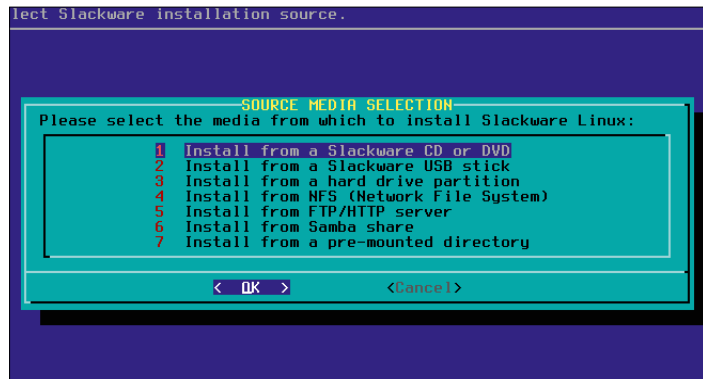 lect Slackware installation source.
SOURCE MEDIA SELECTION
Please select the media from which to install Slackware Linux:
1 Install from a Slackware CD or DVD
2 Install from a Slackware USB stick
3 Install from a hard drive partition
4 Install from NFS (Network File System)
5 Install from FTP/HTTP server
6 Install from Samba share
7 Install from a pre-mounted directory
< OK > <Cancel>